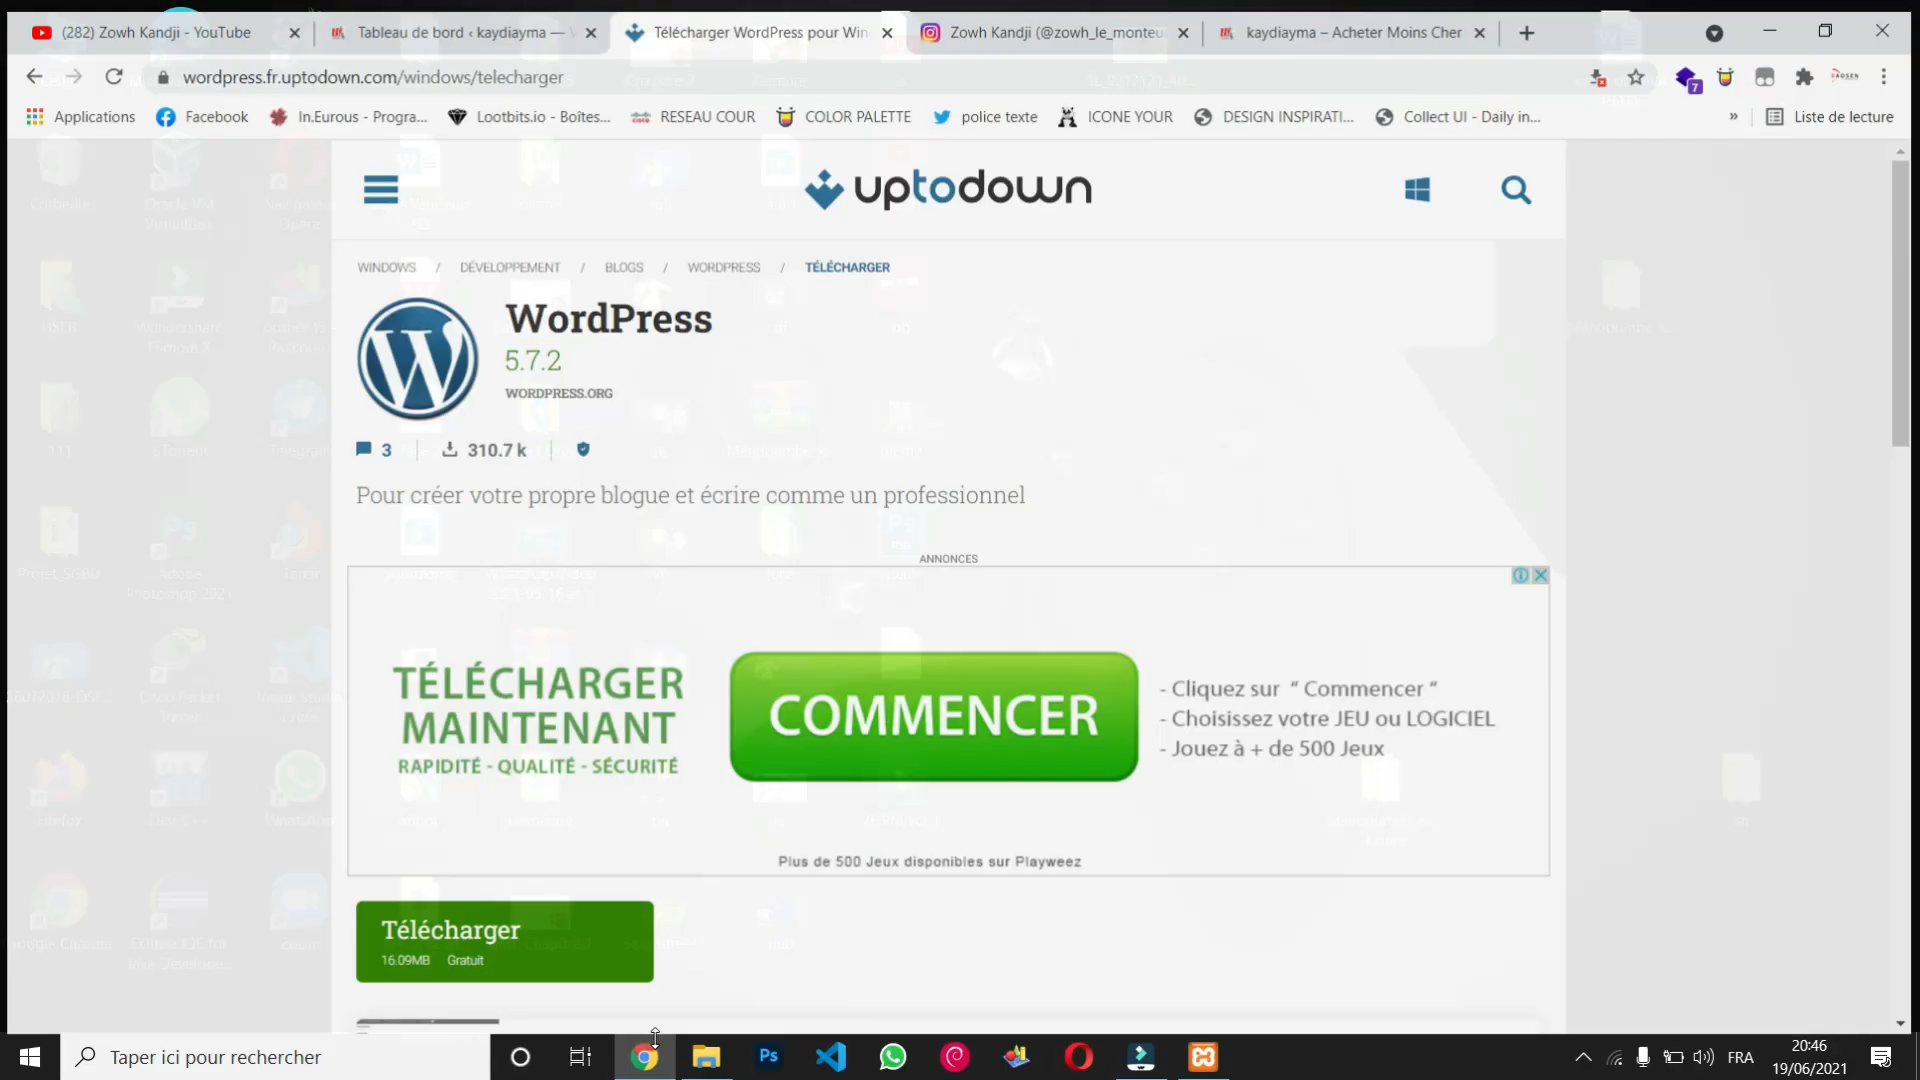 (282) Zowh Kandji - YouTube
Tableau de bord ‹ kaydiayma —
Télécharger WordPress pour Win
Zowh Kandji (@zowh_le_monteu
kaydiayma – Acheter Moins Cher
wordpress.fr.uptodown.com/windows/telecharger
7
Applications
Facebook
In.Eurous - Progra...
Lootbits.io - Boîtes...
RESEAU COUR
COLOR PALETTE
police texte
ICONE YOUR
DESIGN INSPIRATI...
Collect UI - Daily in...
»
Liste de lecture
uptodown
WINDOWS / DÉVELOPPEMENT / BLOGS / WORDPRESS / TÉLÉCHARGER
WordPress
5.7.2
WORDPRESS.ORG
3
310.7 k
Pour créer votre propre blogue et écrire comme un professionnel
ANNONCES
TÉLÉCHARGER
MAINTENANT
RAPIDITÉ - QUALITÉ - SÉCURITÉ
COMMENCER
- Cliquez sur " Commencer "
- Choisissez votre JEU ou LOGICIEL
- Jouez à + de 500 Jeux
Plus de 500 Jeux disponibles sur Playweez
Télécharger
16.09MB Gratuit
Taper ici pour rechercher
Ps
FRA
20:46
19/06/2021